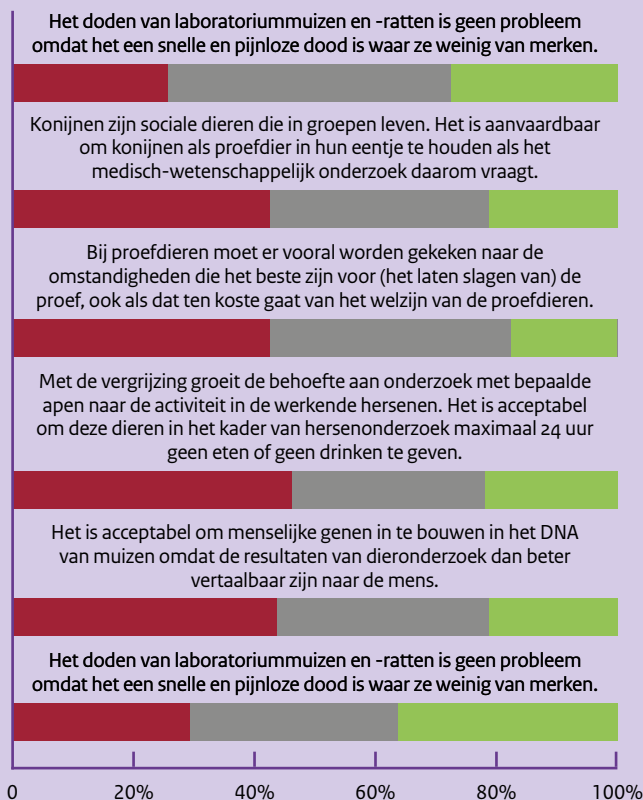 Het doden van laboratoriummuizen en -ratten is geen probleem
omdat het een snelle en pijnloze dood is waar ze weinig van merken.
Konijnen zijn sociale dieren die in groepen leven. Het is aanvaardbaar
om konijnen als proefdier in hun eentje te houden als het
medisch-wetenschappelijk onderzoek daarom vraagt.
Bij proefdieren moet er vooral worden gekeken naar de
omstandigheden die het beste zijn voor (het laten slagen van) de
proef, ook als dat ten koste gaat van het welzijn van de proefdieren.
Met de vergrijzing groeit de behoefte aan onderzoek met bepaalde
apen naar de activiteit in de werkende hersenen. Het is acceptabel
om deze dieren in het kader van hersenonderzoek maximaal 24 uur
geen eten of geen drinken te geven.
Het is acceptabel om menselijke genen in te bouwen in het DNA
van muizen omdat de resultaten van dieronderzoek dan beter
vertaalbaar zijn naar de mens.
Het doden van laboratoriummuizen en -ratten is geen probleem
omdat het een snelle en pijnloze dood is waar ze weinig van merken.
0 20% 40% 60% 80% 100%